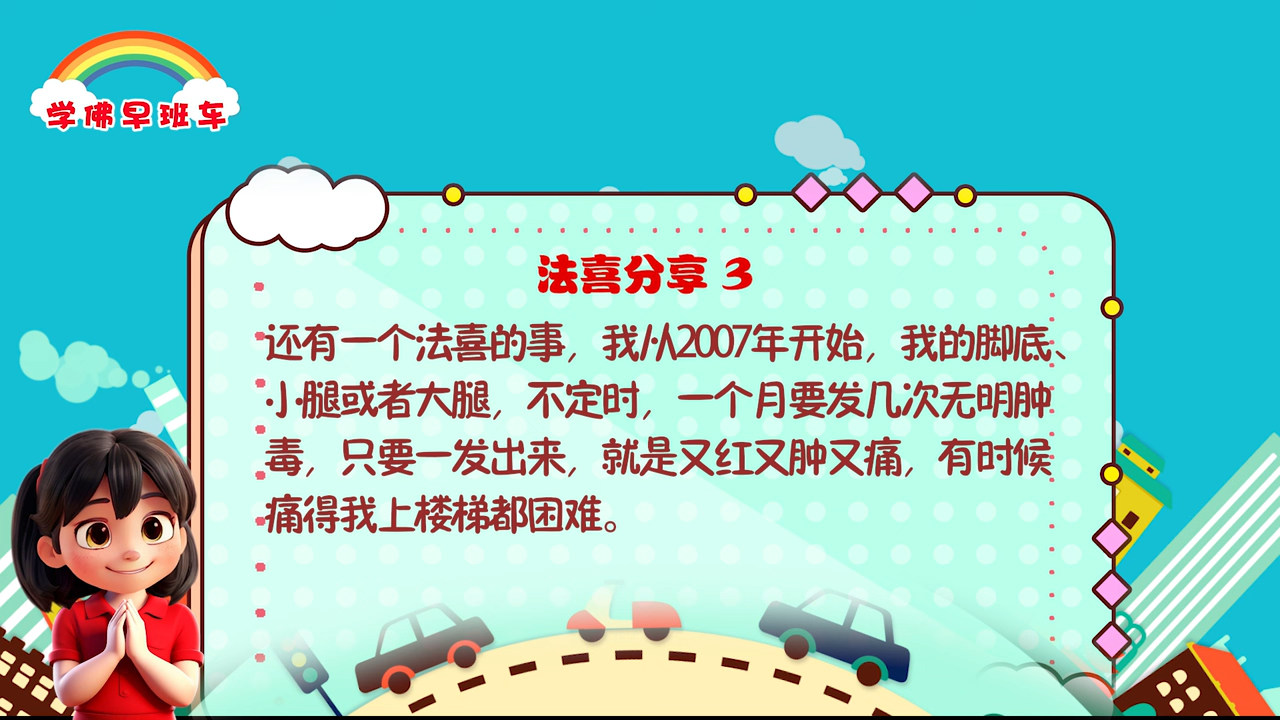 学佛早班车
法喜分享 3
还有一个法喜的事，我从2007年开始，我的脚底、
小腿或者大腿，不定时，一个月要发几次无明肿
毒，只要一发出来，就是又红又肿又痛，有时候
痛得我上楼梯都困难。